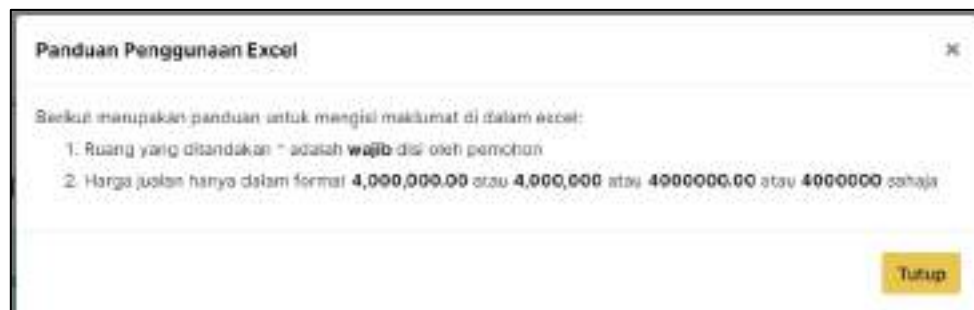 Panduan Penggunaan Excel ×
Berikut merupakan panduan untuk mengisi maklumat di dalam excel:
1. Ruang yang ditandakan * adalah wajib diisi oleh pemohon
2. Harga jualan hanya dalam format 4,000,000.00 atau 4,000,000 atau 4000000.00 atau 4000000 sahaja
Tutup